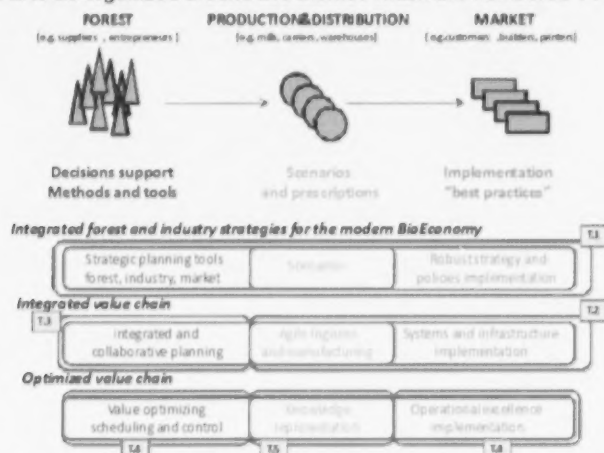 FOREST
PRODUCTION&DISTRIBUTION
MARKET
(e.g. suppliers , entrepreneurs )
(e.g. mills, carriers, warehouses)
(e.g.customers ,builders, printers)
Decisions support
Methods and tools
Scenarios
and prescriptions
Implementation
"best practices"
Integrated forest and industry strategies for the modern BioEconomy
T.1
Strategic planning tools
forest, industry, market
Scenarios
Robust strategy and
policies implementation
Integrated value chain
T.2
T.3
Integrated and
collaborative planning
Agile logistics
and manufacturing
Systems and infrastructure
implementation
Optimized value chain
Value optimizing
scheduling and control
Knowledge
implementation
Operational excellence
implementation
T.4
T.5